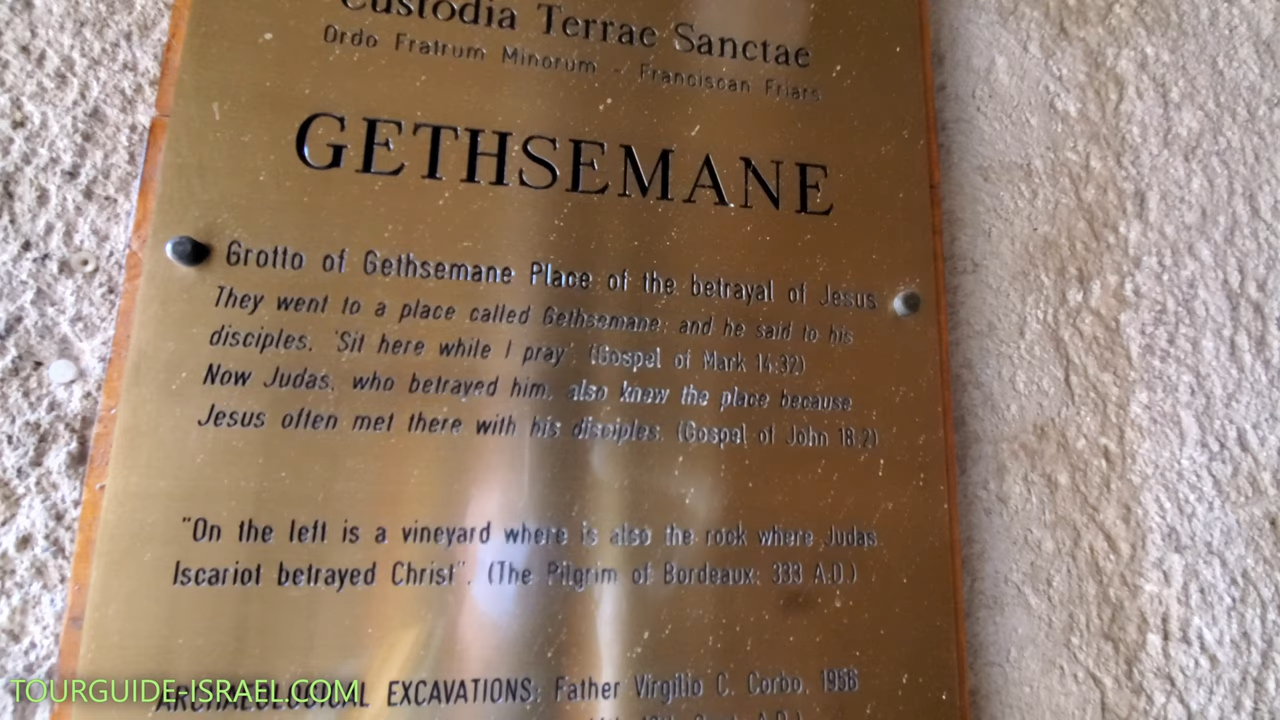 Custodia Terrae Sanctae
Ordo Fratrum Minorum - Franciscan Friars
GETHSEMANE
Grotto of Gethsemane Place of the betrayal of Jesus
They went to a place called Gethsemane; and he said to his
disciples, 'Sit here while I pray'. (Gospel of Mark 14:32)
Now Judas, who betrayed him, also knew the place because
Jesus often met there with his disciples. (Gospel of John 18:2)
"On the left is a vineyard where is also the rock where Judas
Iscariot betrayed Christ". (The Pilgrim of Bordeaux; 333 A.D.)
ARCHAEOLOGICAL EXCAVATIONS: Father Virgilio C. Corbo, 1956
TOURGUIDE-ISRAEL.COM